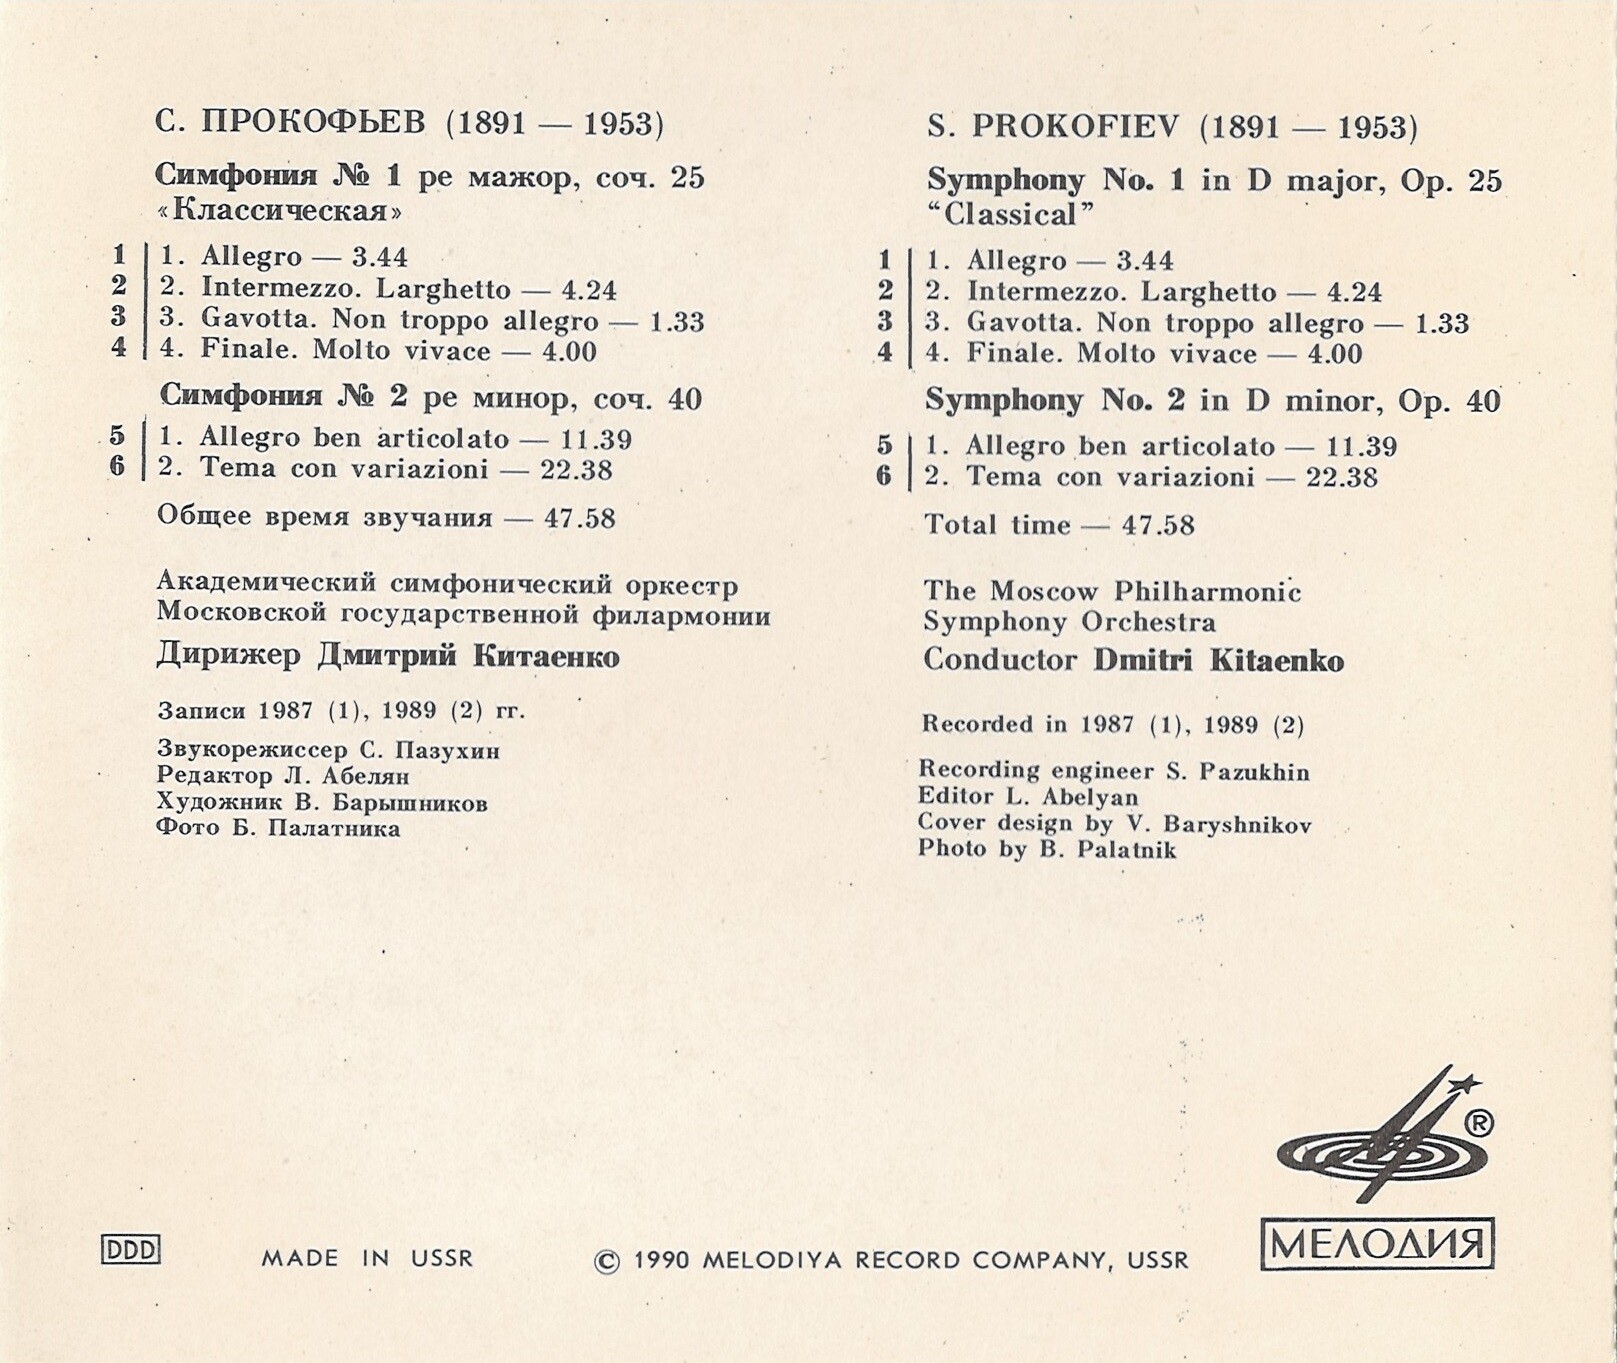 С. ПРОКОФЬЕВ (1891 — 1953)
Симфония № 1 ре мажор, соч. 25
«Классическая»
1 1. Allegro — 3.44
2 2. Intermezzo. Larghetto — 4.24
3 3. Gavotta. Non troppo allegro — 1.33
4 4. Finale. Molto vivace — 4.00
Симфония № 2 ре минор, соч. 40
5 1. Allegro ben articolato — 11.39
6 2. Tema con variazioni — 22.38
Общее время звучания — 47.58
Академический симфонический оркестр
Московской государственной филармонии
Дирижер Дмитрий Китаенко
Записи 1987 (1), 1989 (2) гг.
Звукорежиссер С. Пазухин
Редактор Л. Абелян
Художник В. Барышников
Фото Б. Палатника
S. PROKOFIEV (1891 — 1953)
Symphony No. 1 in D major, Op. 25
“Classical”
1 1. Allegro — 3.44
2 2. Intermezzo. Larghetto — 4.24
3 3. Gavotta. Non troppo allegro — 1.33
4 4. Finale. Molto vivace — 4.00
Symphony No. 2 in D minor, Op. 40
5 1. Allegro ben articolato — 11.39
6 2. Tema con variazioni — 22.38
Total time — 47.58
The Moscow Philharmonic
Symphony Orchestra
Conductor Dmitri Kitaenko
Recorded in 1987 (1), 1989 (2)
Recording engineer S. Pazukhin
Editor L. Abelyan
Cover design by V. Baryshnikov
Photo by B. Palatnik
®
МЕЛОДИЯ
DDD
MADE IN USSR
© 1990 MELODIYA RECORD COMPANY, USSR